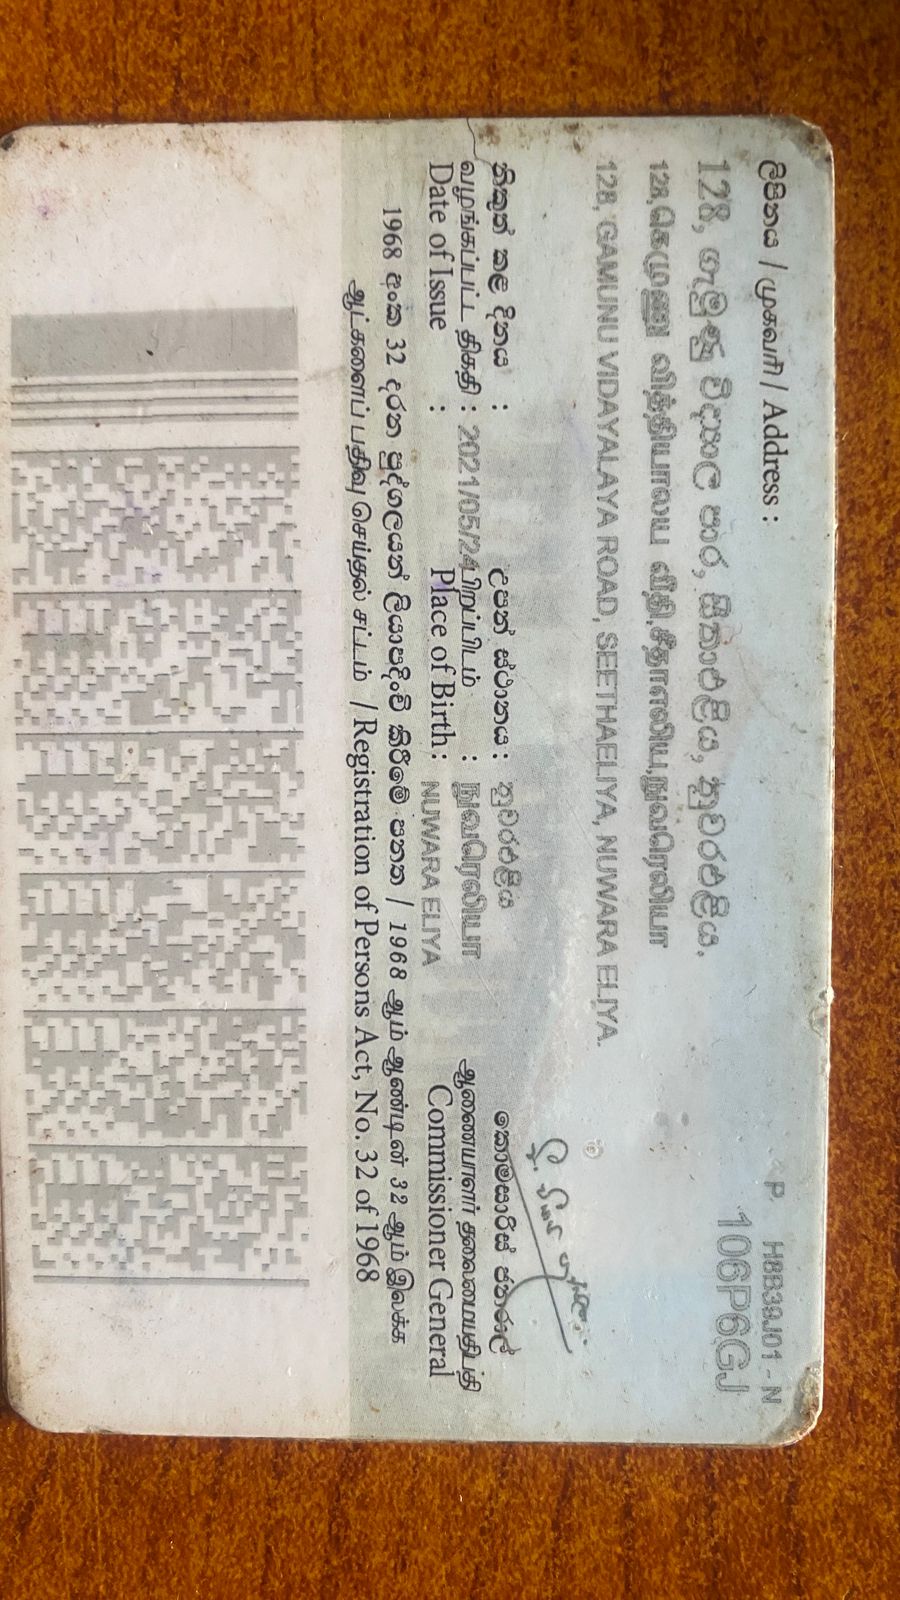 ලිපිනය / முகவரி / Address :
P H8B39J01 - N
106P6GJ
128, ගැමුණු විද්‍යාල පාර, සීතාඑළිය, නුවරඑළිය.
128,கெமுனு வித்தியாலய வீதி,சீதாஎலிய,நுவரெலியா
128, GAMUNU VIDAYALAYA ROAD, SEETHAELIYA, NUWARA ELIYA.
නිකුත් කළ දිනය : උපන් ස්ථානය : නුවරඑළිය කොමසාරිස් ජනරාල්
வழங்கப்பட்ட திகதி : 2021/05/24 பிறப்பிடம் : நுவரெலியா ஆணையாளர் தலைமையதிபதி
Date of Issue : Place of Birth : NUWARA ELIYA Commissioner General
1968 අංක 32 දරන පුද්ගලයන් ලියාපදිංචි කිරීමේ පනත / 1968 ஆம் ஆண்டின் 32 ஆம் இலக்க
ஆட்களைப் பதிவு செய்தல் சட்டம் / Registration of Persons Act, No. 32 of 1968